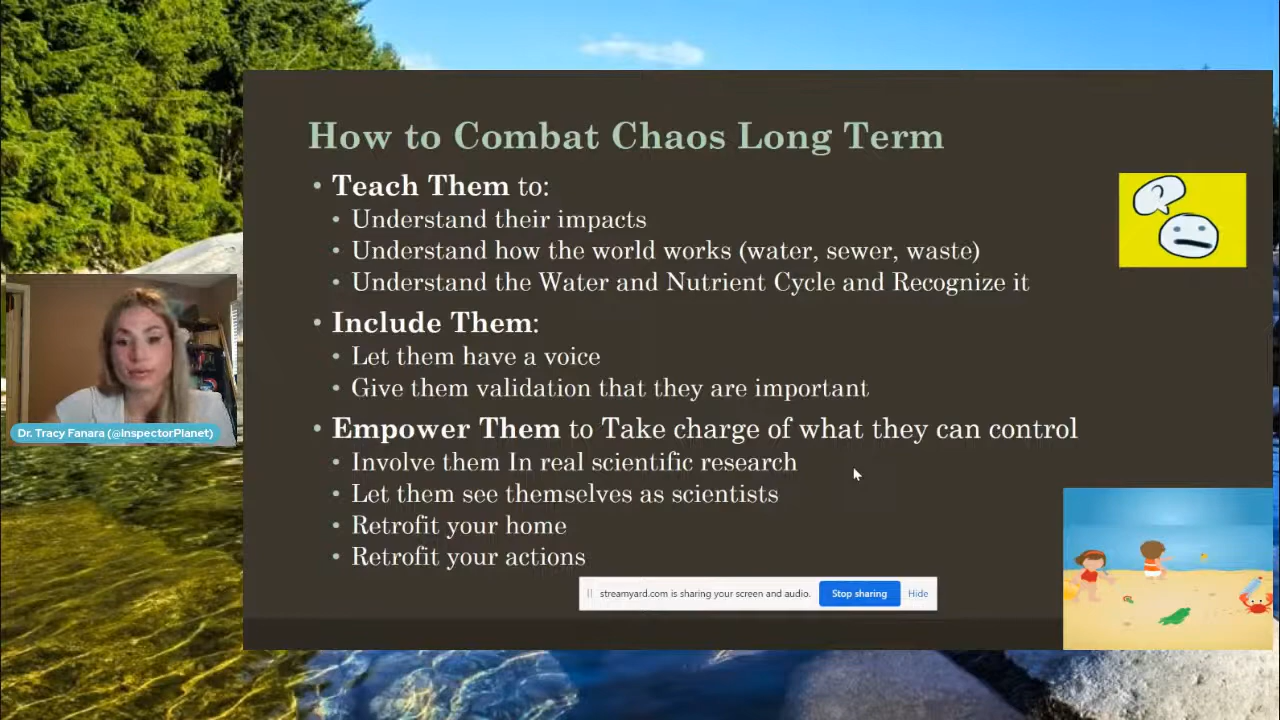 How to Combat Chaos Long Term
• Teach Them to:
• Understand their impacts
• Understand how the world works (water, sewer, waste)
• Understand the Water and Nutrient Cycle and Recognize it
• Include Them:
• Let them have a voice
• Give them validation that they are important
• Empower Them to Take charge of what they can control
• Involve them In real scientific research
• Let them see themselves as scientists
• Retrofit your home
• Retrofit your actions
Dr. Tracy Fanara (@InspectorPlanet)
streamyard.com is sharing your screen and audio. Stop sharing Hide